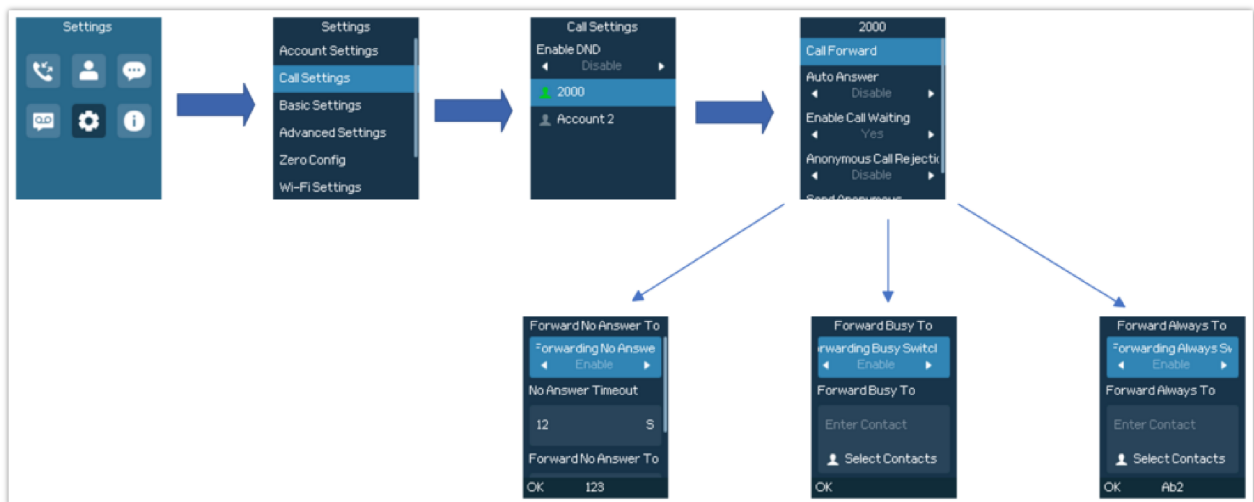 Settings
Settings
Account Settings
Call Settings
Basic Settings
Advanced Settings
Zero Config
Wi-Fi Settings
Call Settings
Enable DND
Disable
2000
Account 2
2000
Call Forward
Auto Answer
Disable
Enable Call Waiting
Yes
Anonymous Call Rejectic
Disable
Send Anonymous
Forward No Answer To
Forwarding No Answe
Enable
No Answer Timeout
12 S
Forward No Answer To
OK 123
Forward Busy To
rwarding Busy Switcl
Enable
Forward Busy To
Enter Contact
Select Contacts
OK
Forward Always To
Forwarding Always Sw
Enable
Forward Always To
Enter Contact
Select Contacts
OK Ab2